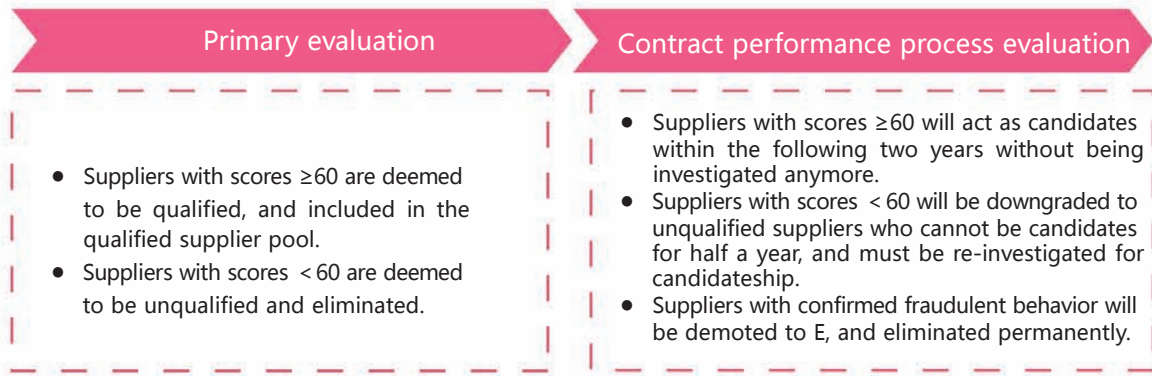 Primary evaluation
● Suppliers with scores ≥60 are deemed
to be qualified, and included in the
qualified supplier pool.
● Suppliers with scores <60 are deemed
to be unqualified and eliminated.
Contract performance process evaluation
● Suppliers with scores ≥60 will act as candidates
within the following two years without being
investigated anymore.
● Suppliers with scores <60 will be downgraded to
unqualified suppliers who cannot be candidates
for half a year, and must be re-investigated for
candidateship.
● Suppliers with confirmed fraudulent behavior will
be demoted to E, and eliminated permanently.